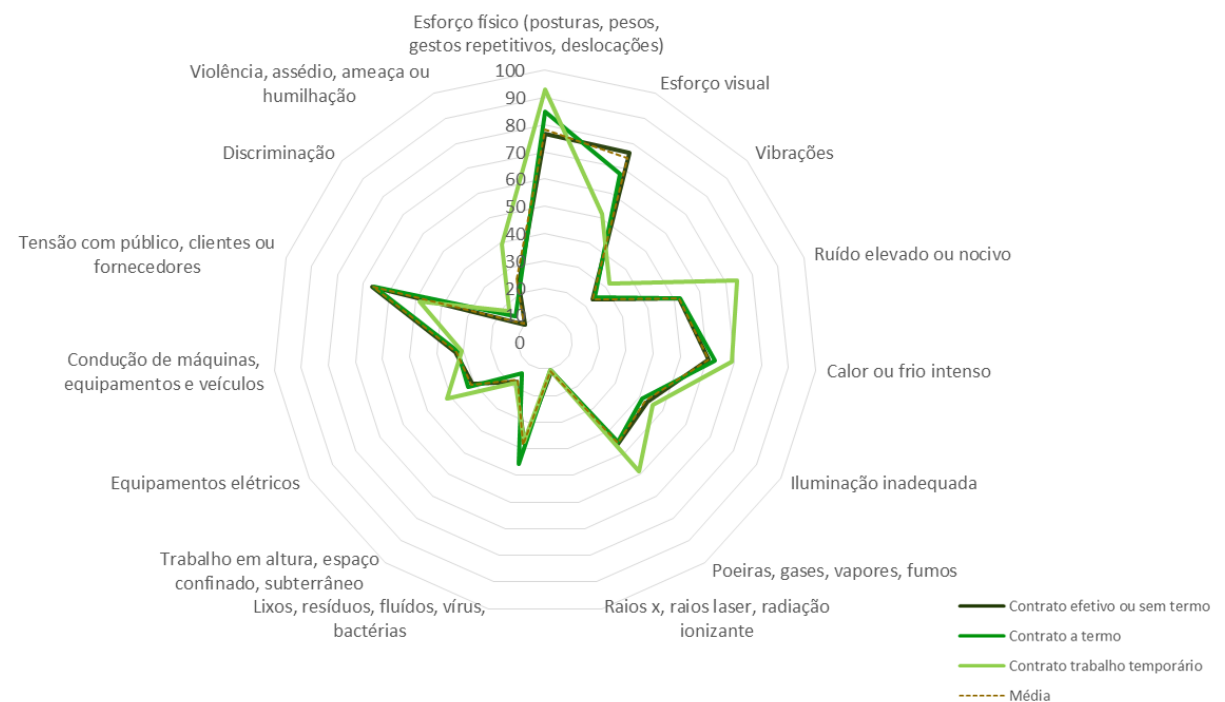 Esforço físico (posturas, pesos,
gestos repetitivos, deslocações)
Violência, assédio, ameaça ou
humilhação
Esforço visual
Discriminação
Vibrações
Tensão com público, clientes ou
fornecedores
Ruído elevado ou nocivo
Condução de máquinas,
equipamentos e veículos
Calor ou frio intenso
Equipamentos elétricos
Iluminação inadequada
Trabalho em altura, espaço
confinado, subterrâneo
Poeiras, gases, vapores, fumos
Lixos, resíduos, fluídos, vírus,
bactérias
Raios x, raios laser, radiação
ionizante
100
90
80
70
60
50
40
30
20
0
Contrato efetivo ou sem termo
Contrato a termo
Contrato trabalho temporário
Média